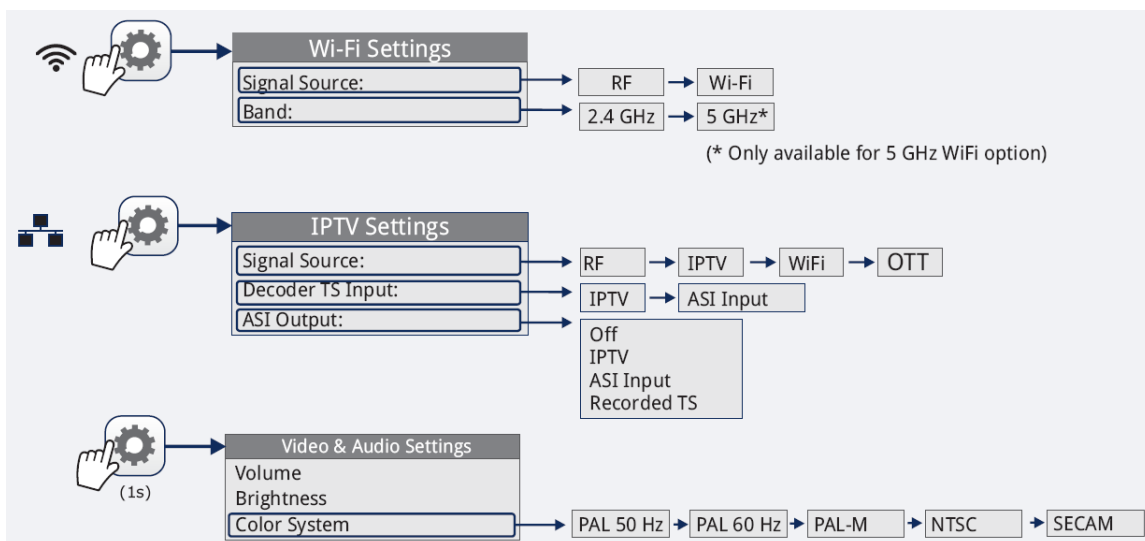 Wi-Fi Settings
Signal Source:
RF
Wi-Fi
Band:
2.4 GHz
5 GHz*
(* Only available for 5 GHz WiFi option)
IPTV Settings
Signal Source:
RF
IPTV
WiFi
OTT
Decoder TS Input:
IPTV
ASI Input
ASI Output:
Off
IPTV
ASI Input
Recorded TS
(1s)
Video & Audio Settings
Volume
Brightness
Color System
PAL 50 Hz
PAL 60 Hz
PAL-M
NTSC
SECAM